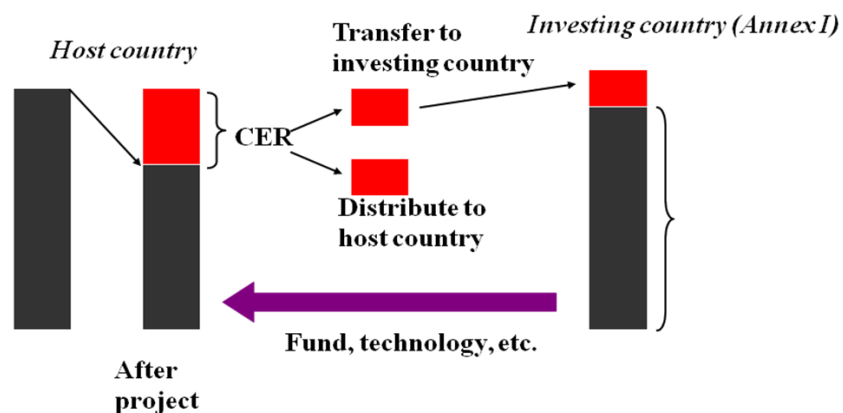 Host country
Transfer to
investing country
Investing country (Annex I)
CER
Distribute to
host country
Fund, technology, etc.
After
project